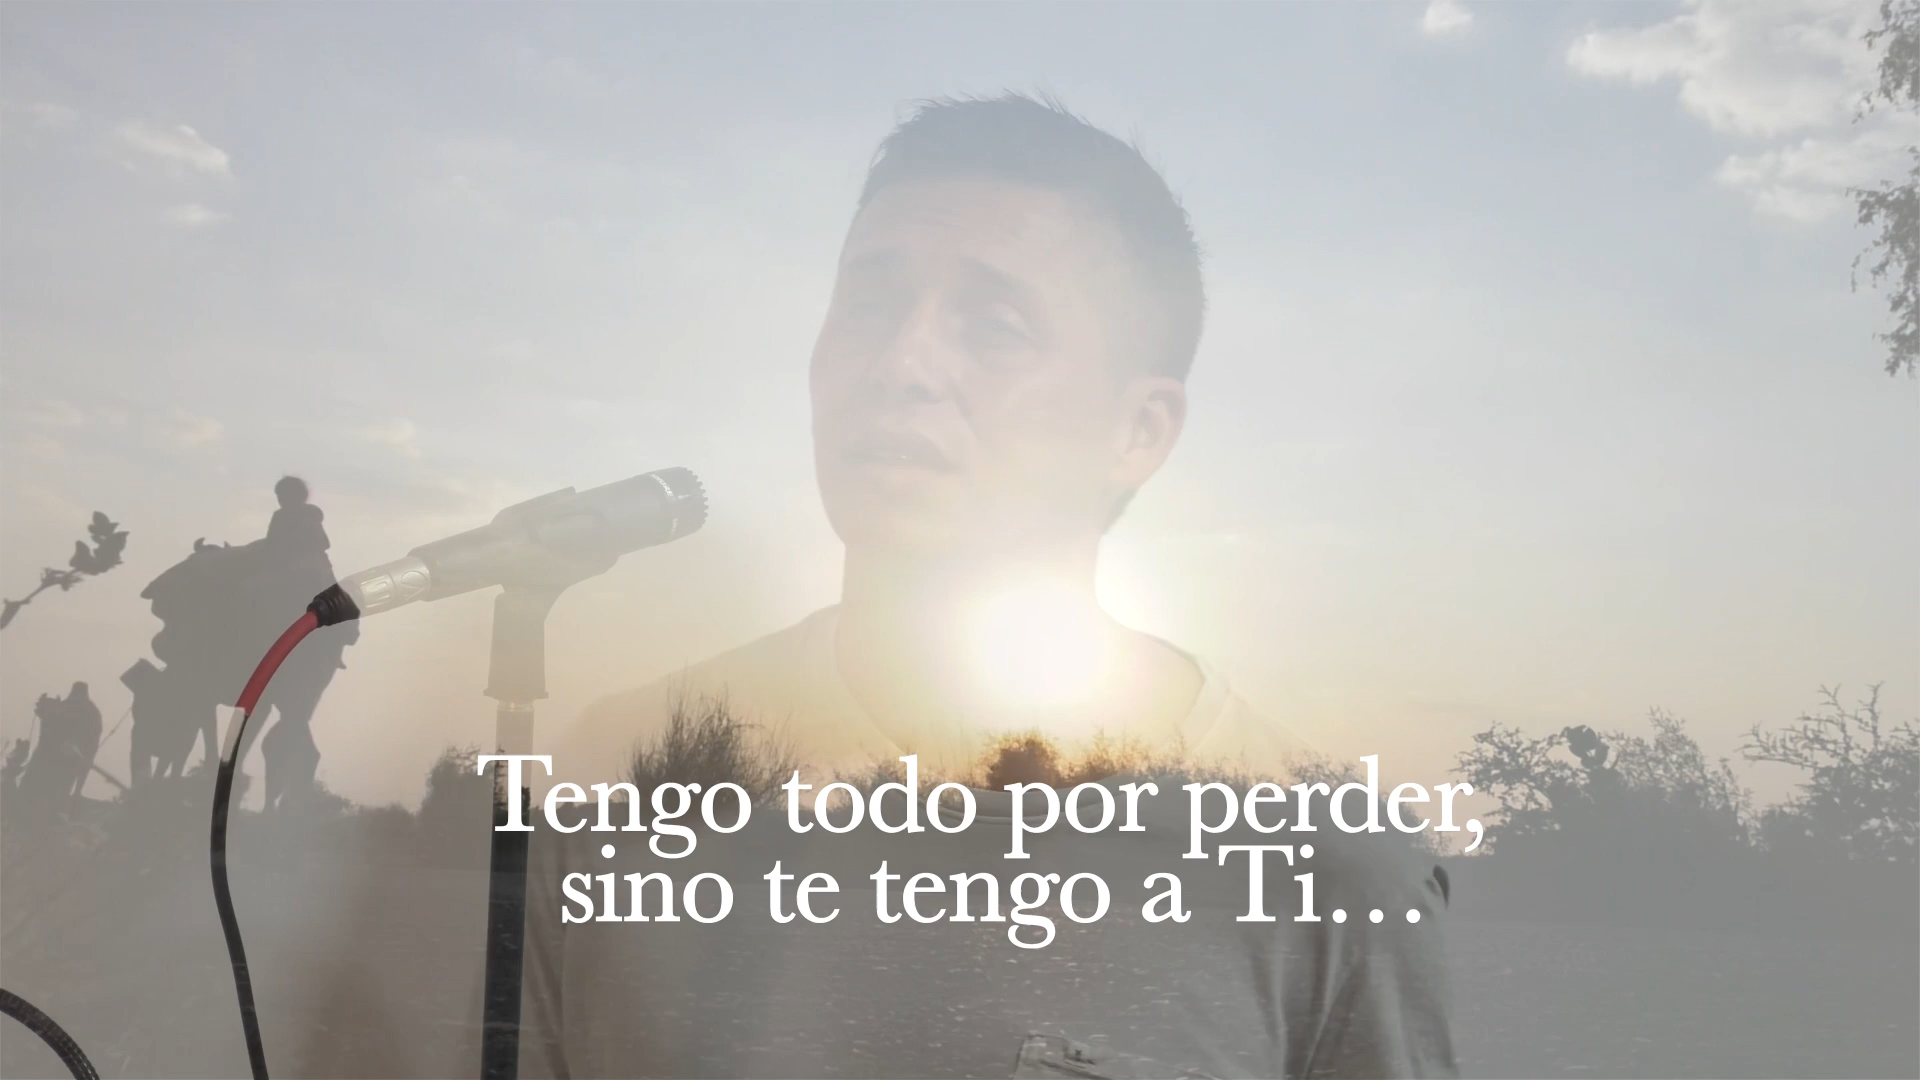 Tengo todo por perder,
sino te tengo a Ti...